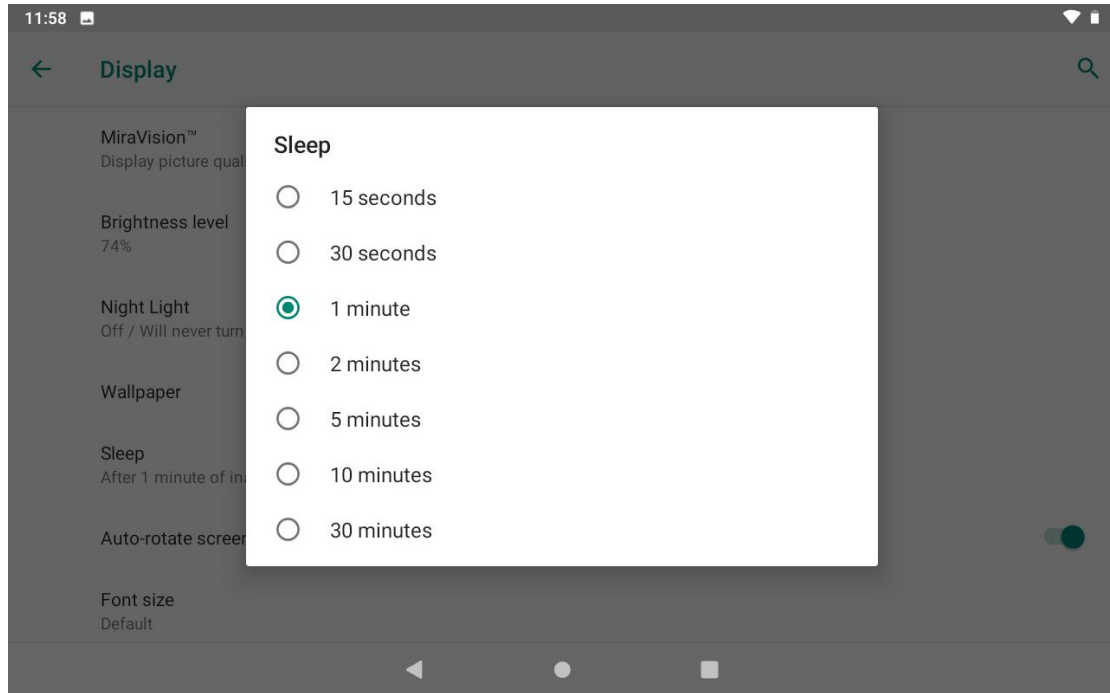 11:58
Display
MiraVision™
Display picture qual
Brightness level
74%
Night Light
Off / Will never turn
Wallpaper
Sleep
After 1 minute of in
Auto-rotate screen
Font size
Default
Sleep
15 seconds
30 seconds
1 minute
2 minutes
5 minutes
10 minutes
30 minutes